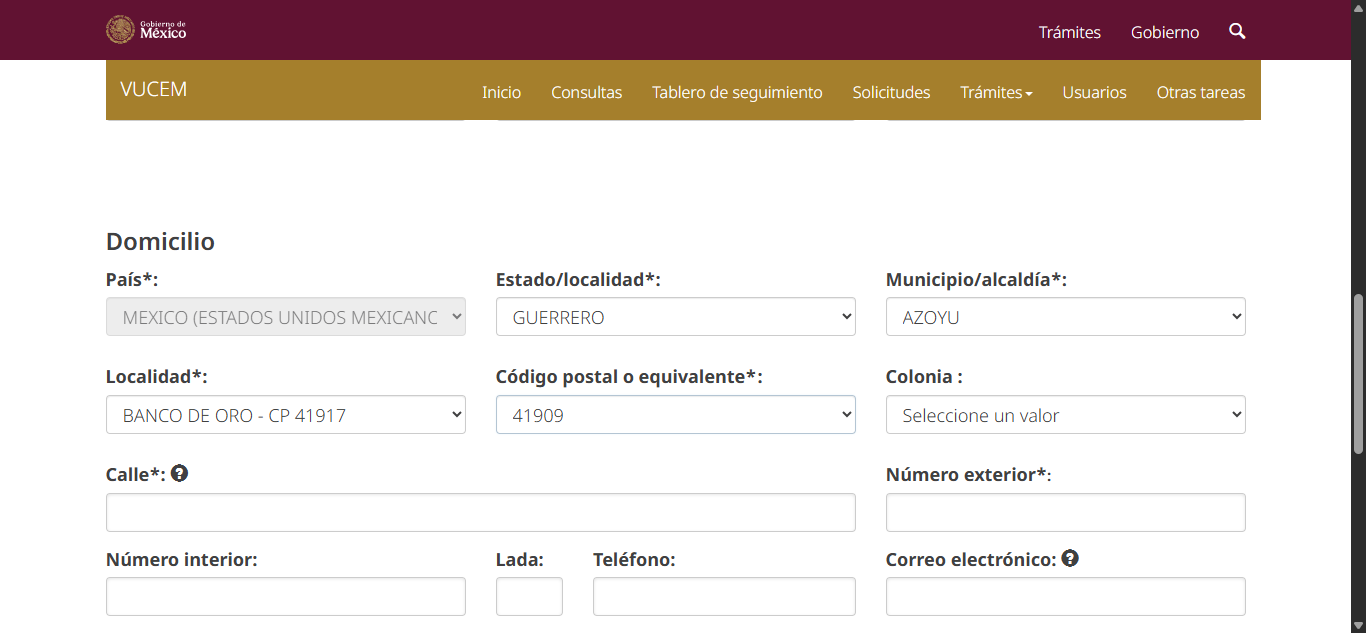 Gobierno de
México
Trámites
Gobierno
VUCEM
Inicio
Consultas
Tablero de seguimiento
Solicitudes
Trámites
Usuarios
Otras tareas
Domicilio
País*:
Estado/localidad*:
Municipio/alcaldía*:
MEXICO (ESTADOS UNIDOS MEXICANC
GUERRERO
AZOYU
Localidad*:
Código postal o equivalente*:
Colonia :
BANCO DE ORO - CP 41917
41909
Seleccione un valor
Calle*: ?
Número exterior*:
Número interior:
Lada:
Teléfono:
Correo electrónico: ?